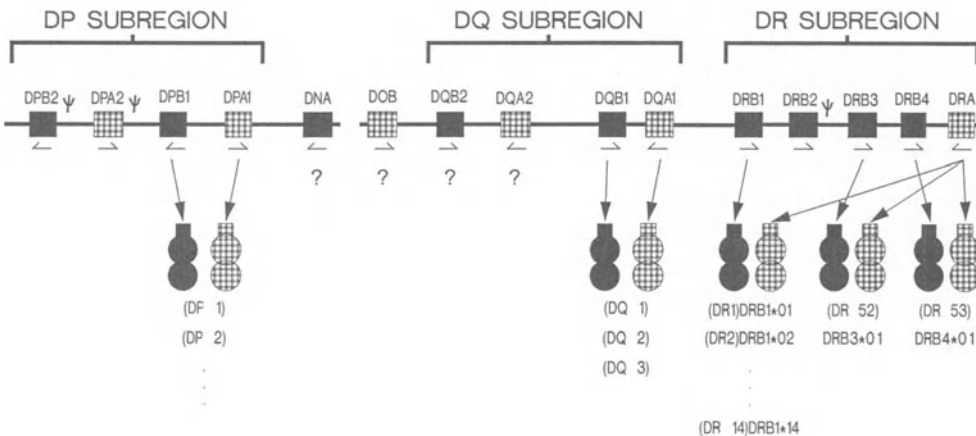 DP SUBREGION DQ SUBREGION DR SUBREGION
DPB2 ψ DPA2 ψ DPB1 DPA1 DNA DOB DQB2 DQA2 DQB1 DQA1 DRB1 DRB2 ψ DRB3 DRB4 DRA
? ? ? ?
(DP 1) (DQ 1) (DR1)DRB1*01 (DR 52) (DR 53)
(DP 2) (DQ 2) (DR2)DRB1*02 DRB3*01 DRB4*01
(DQ 3)
(DR 14)DRB1*14